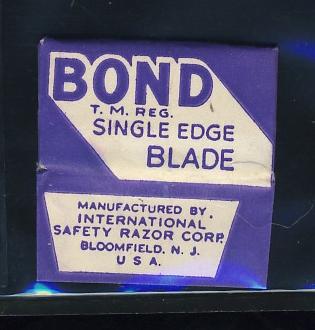 BOND
T. M. REG.
SINGLE EDGE
BLADE
MANUFACTURED BY
INTERNATIONAL
SAFETY RAZOR CORP.
BLOOMFIELD, N. J.
U S A.